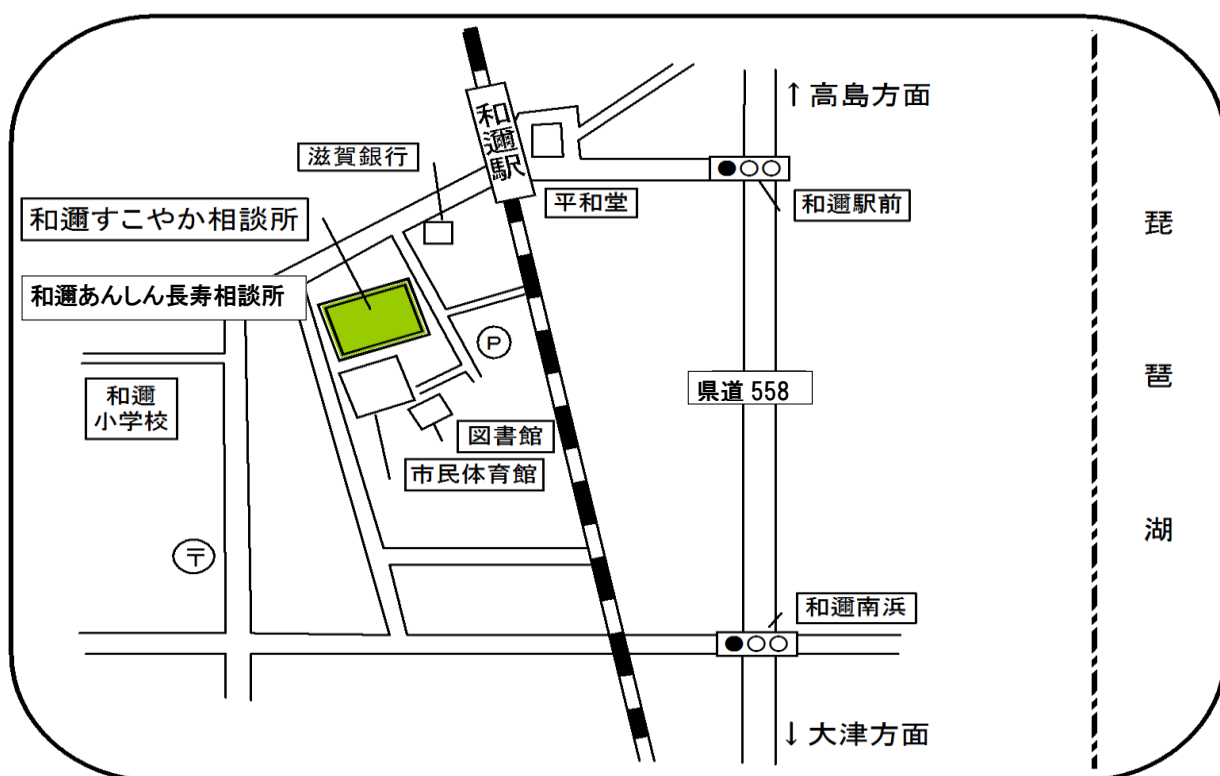 ↑高島方面
和邇駅
滋賀銀行
平和堂
和邇駅前
和邇すこやか相談所
和邇あんしん長寿相談所
P
県道 558
和邇
小学校
図書館
市民体育館
〒
和邇南浜
↓大津方面
琵琶湖